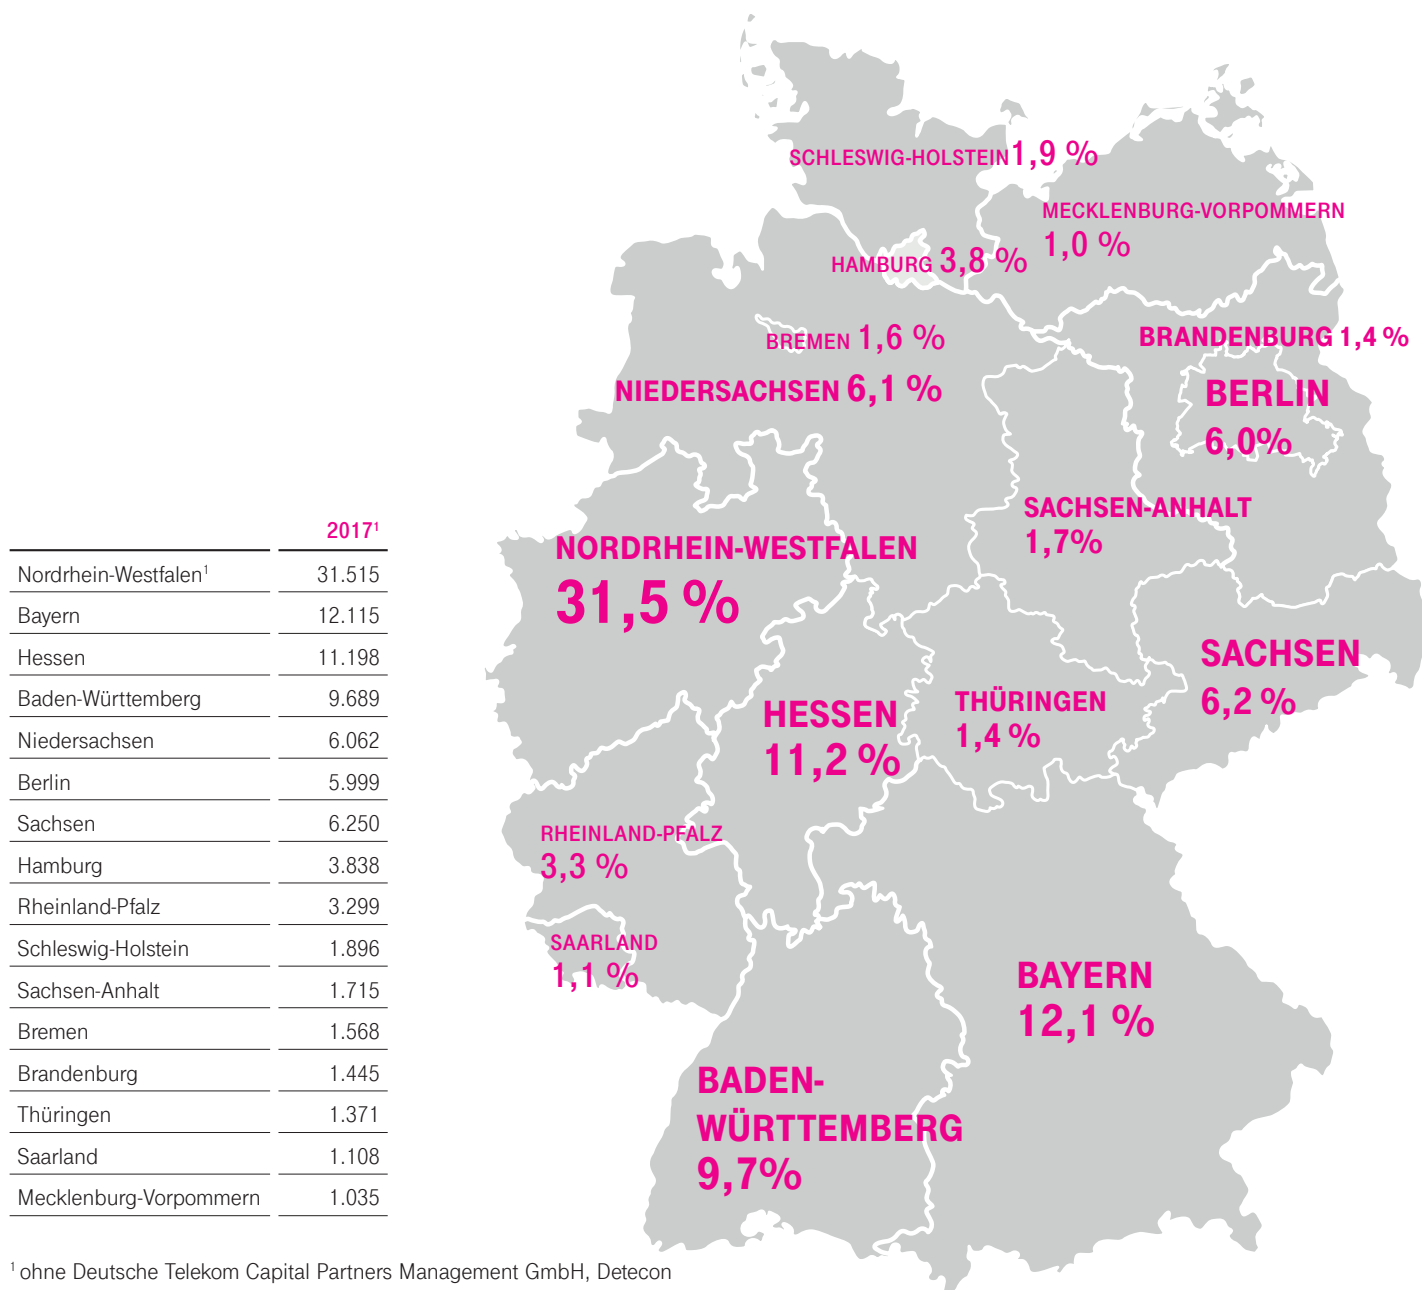 SCHLESWIG-HOLSTEIN 1,9 %
MECKLENBURG-VORPOMMERN
1,0 %
HAMBURG 3,8 %
BREMEN 1,6 %
BRANDENBURG 1,4 %
NIEDERSACHSEN 6,1 %
BERLIN
6,0%
SACHSEN-ANHALT
1,7%
NORDRHEIN-WESTFALEN
31,5 %
SACHSEN
6,2 %
THÜRINGEN
1,4 %
HESSEN
11,2 %
RHEINLAND-PFALZ
3,3 %
SAARLAND
1,1 %
BAYERN
12,1 %
BADEN-
WÜRTTEMBERG
9,7%
2017¹
Nordrhein-Westfalen¹ 31.515
Bayern 12.115
Hessen 11.198
Baden-Württemberg 9.689
Niedersachsen 6.062
Berlin 5.999
Sachsen 6.250
Hamburg 3.838
Rheinland-Pfalz 3.299
Schleswig-Holstein 1.896
Sachsen-Anhalt 1.715
Bremen 1.568
Brandenburg 1.445
Thüringen 1.371
Saarland 1.108
Mecklenburg-Vorpommern 1.035
¹ ohne Deutsche Telekom Capital Partners Management GmbH, Detecon